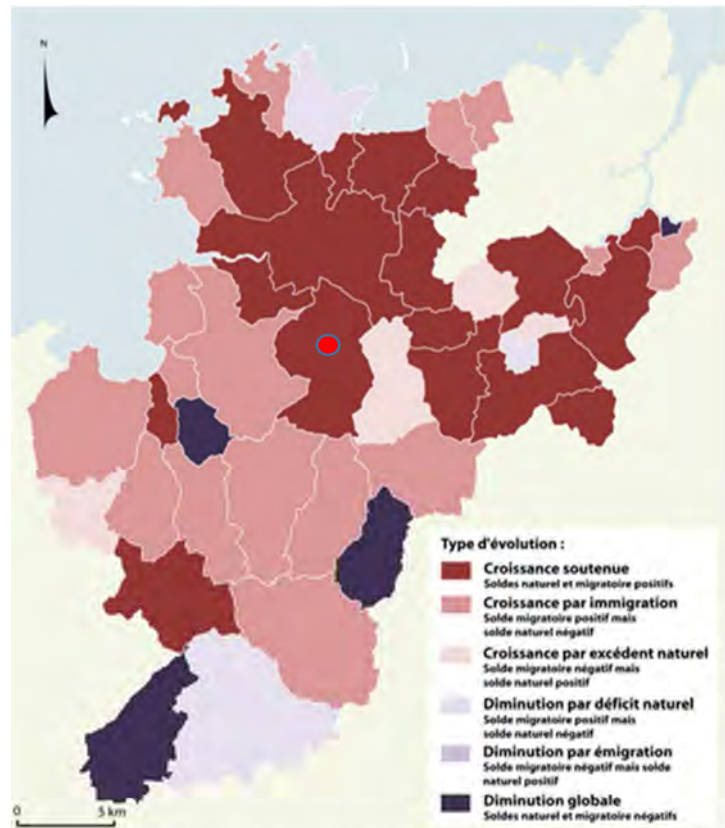 N
Type d'évolution :
Croissance soutenue
Soldes naturel et migratoire positifs
Croissance par immigration
Solde migratoire positif mais
solde naturel négatif
Croissance par excédent naturel
Solde migratoire négatif mais
solde naturel positif
Diminution par déficit naturel
Solde migratoire positif mais
solde naturel négatif
Diminution par émigration
Solde migratoire négatif mais solde
naturel positif
Diminution globale
Soldes naturel et migratoire négatifs
0 5 km